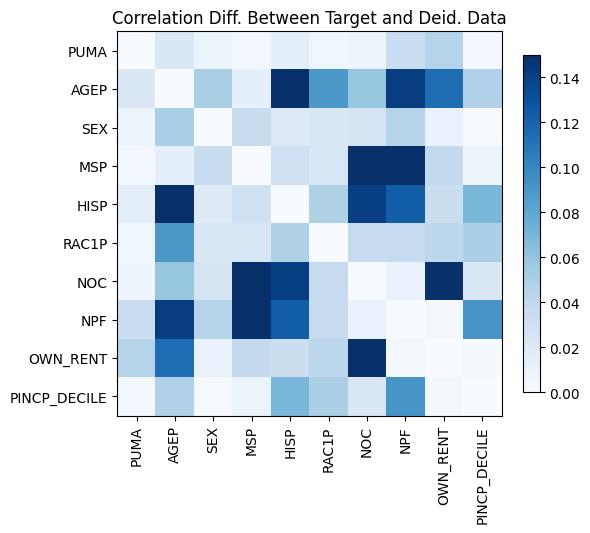 Correlation Diff. Between Target and Deid. Data
PUMA
AGEP
SEX
MSP
HISP
RAC1P
NOC
NPF
OWN_RENT
PINCP_DECILE
PUMA
AGEP
SEX
MSP
HISP
RAC1P
NOC
NPF
OWN_RENT
PINCP_DECILE
0.14
0.12
0.10
0.08
0.06
0.04
0.02
0.00